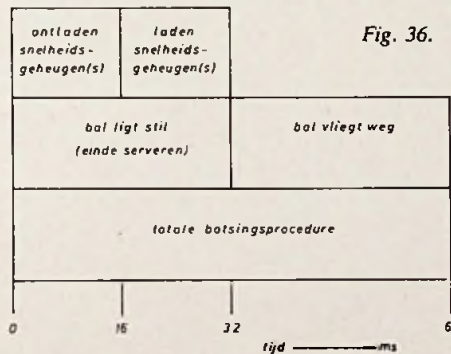 Fig. 36.
ontladen
snelheids-
geheugen(s)
laden
snelheids-
geheugen(s)
bal ligt stil
(einde serveren)
bal vliegt weg
totale botsingsprocedure
0 16 32 6
tijd ms